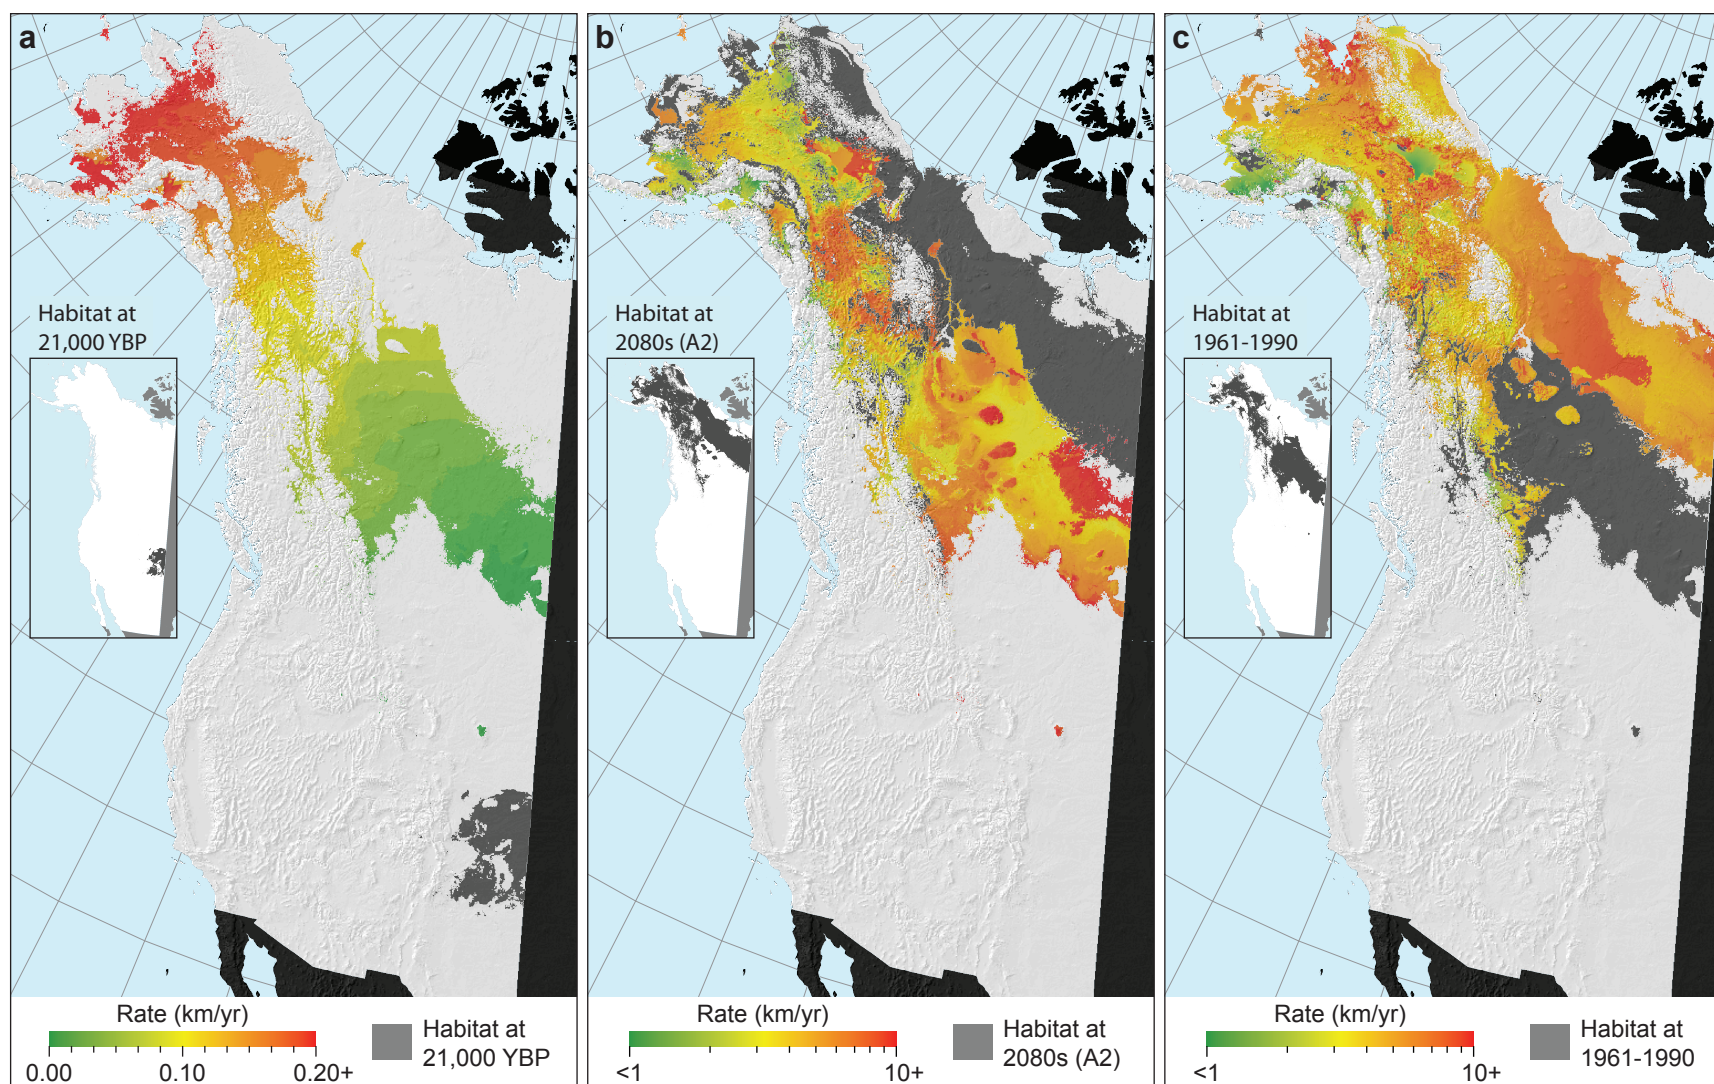 a
Habitat at
21,000 YBP
Rate (km/yr)
0.00 0.10 0.20+
Habitat at
21,000 YBP
b
Habitat at
2080s (A2)
Rate (km/yr)
<1 10+
Habitat at
2080s (A2)
c
Habitat at
1961-1990
Rate (km/yr)
<1 10+
Habitat at
1961-1990